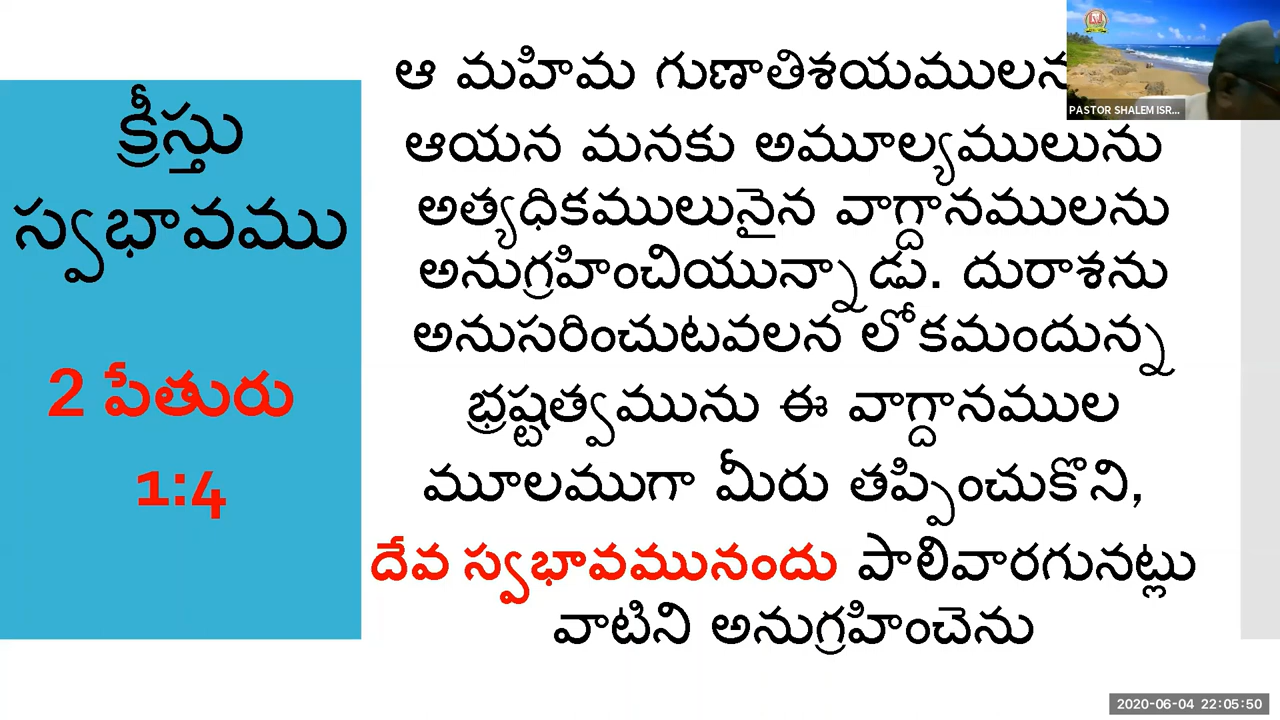 క్రీస్తు
స్వభావము
2 పేతురు
1:4
ఆ మహిమ గుణాతిశయములను
ఆయన మనకు అమూల్యములును
అత్యధికములునైన వాగ్దానములను
అనుగ్రహించియున్నాడు. దురాశను
అనుసరించుటవలన లోకమందున్న
భ్రష్టత్వమును ఈ వాగ్దానముల
మూలముగా మీరు తప్పించుకొని,
దేవ స్వభావమునందు పాలివారగునట్లు
వాటిని అనుగ్రహించెను
PASTOR SHALEM ISR...
2020-06-04 22:05:50